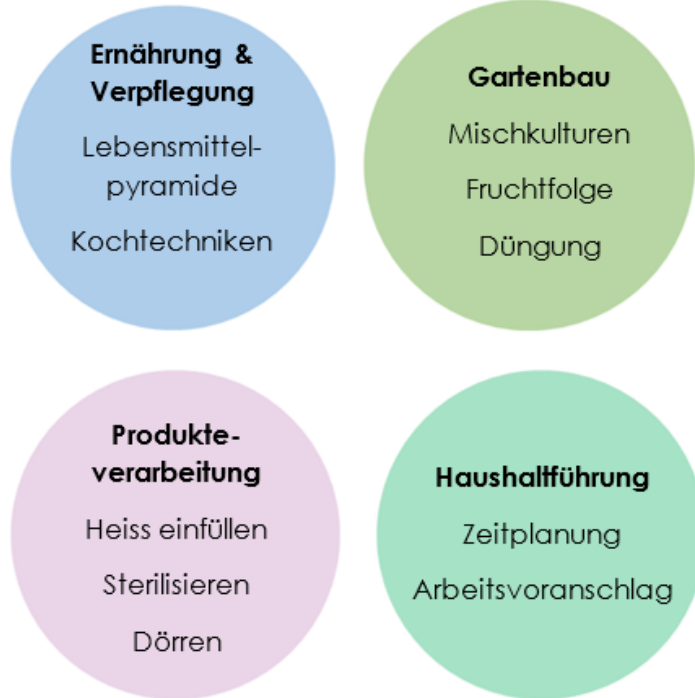 Ernährung &
Verpflegung
Lebensmittel-
pyramide
Kochtechniken
Gartenbau
Mischkulturen
Fruchtfolge
Düngung
Produkte-
verarbeitung
Heiss einfüllen
Sterilisieren
Dörren
Haushaltführung
Zeitplanung
Arbeitsvoranschlag